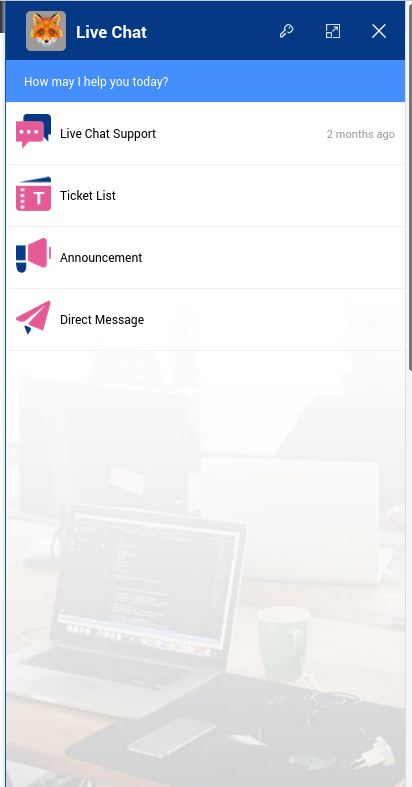 Live Chat
How may I help you today?
Live Chat Support
2 months ago
T
Ticket List
Announcement
Direct Message